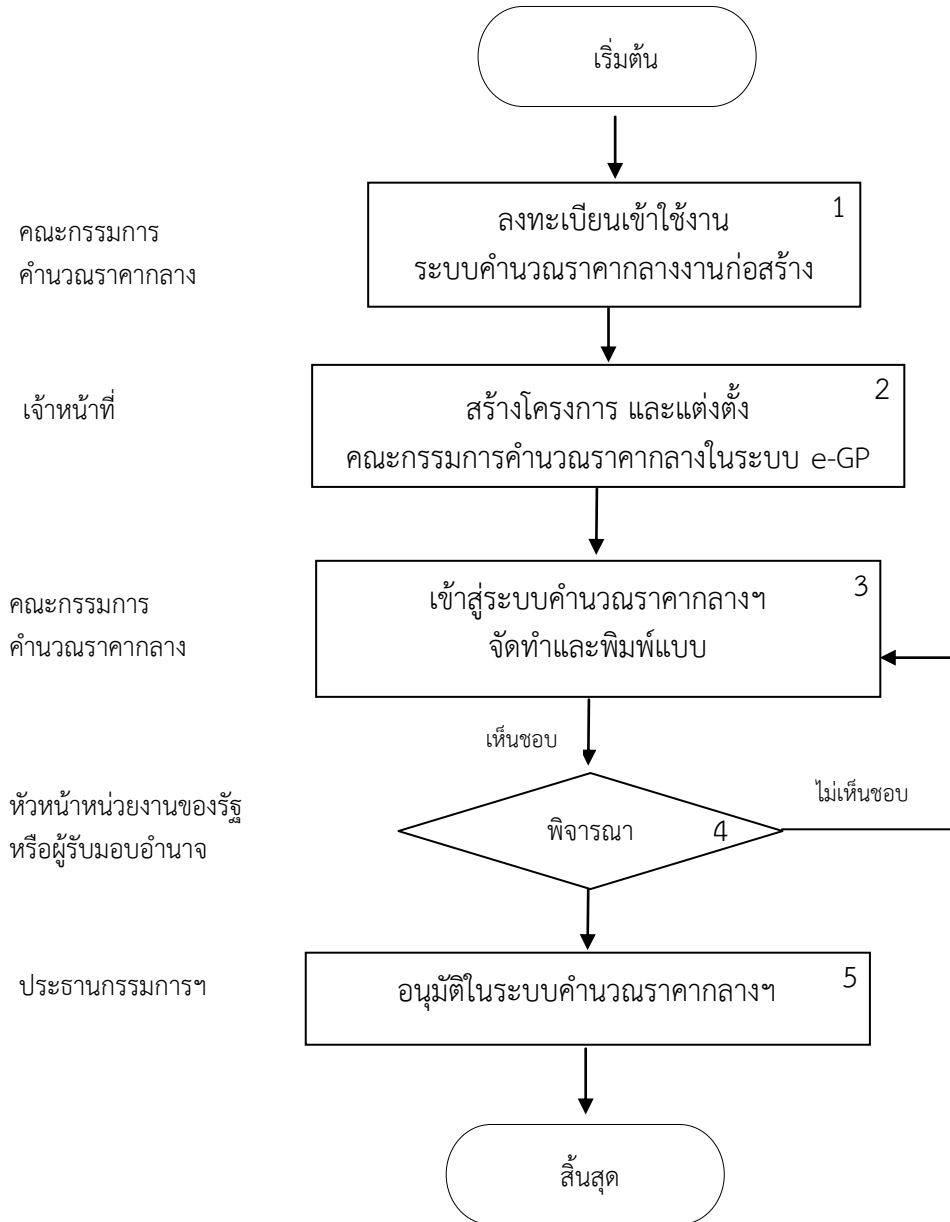 เริ่มต้น
คณะกรรมการ
คำนวณราคากลาง
ลงทะเบียนเข้าใช้งาน 1
ระบบคำนวณราคากลางงานก่อสร้าง
เจ้าหน้าที่
สร้างโครงการ และแต่งตั้ง 2
คณะกรรมการคำนวณราคากลางในระบบ e-GP
คณะกรรมการ
คำนวณราคากลาง
เข้าสู่ระบบคำนวณราคากลางฯ 3
จัดทำและพิมพ์แบบ
เห็นชอบ
หัวหน้าหน่วยงานของรัฐ
หรือผู้รับมอบอำนาจ
พิจารณา 4
ไม่เห็นชอบ
ประธานกรรมการฯ
อนุมัติในระบบคำนวณราคากลางฯ 5
สิ้นสุด